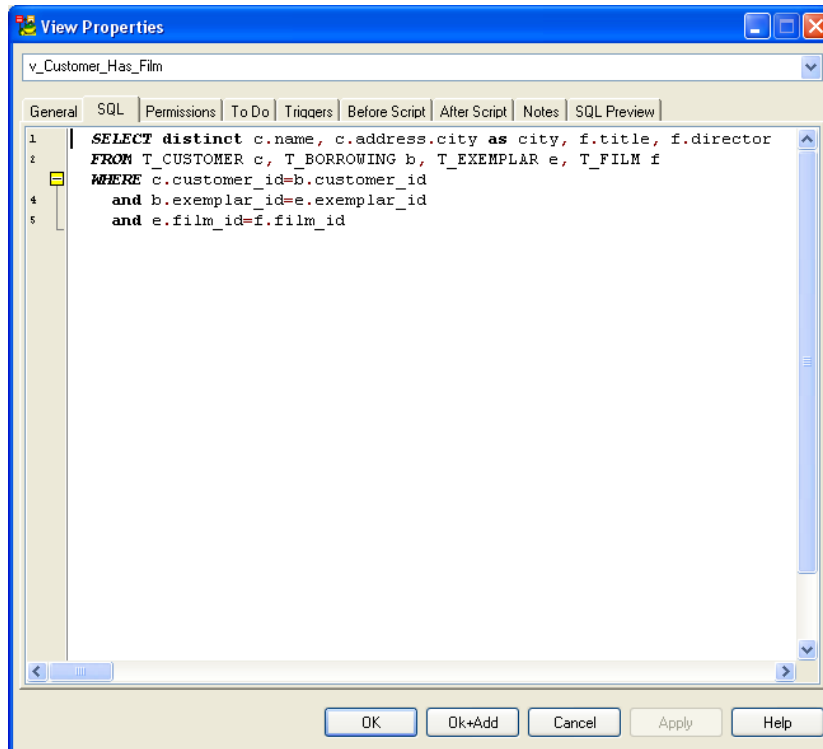 View Properties
v_Customer_Has_Film
General SQL Permissions To Do Triggers Before Script After Script Notes SQL Preview
1 SELECT distinct c.name, c.address.city as city, f.title, f.director
2 FROM T_CUSTOMER c, T_BORROWING b, T_EXEMPLAR e, T_FILM f
WHERE c.customer_id=b.customer_id
4 and b.exemplar_id=e.exemplar_id
5 and e.film_id=f.film_id
OK Ok+Add Cancel Apply Help